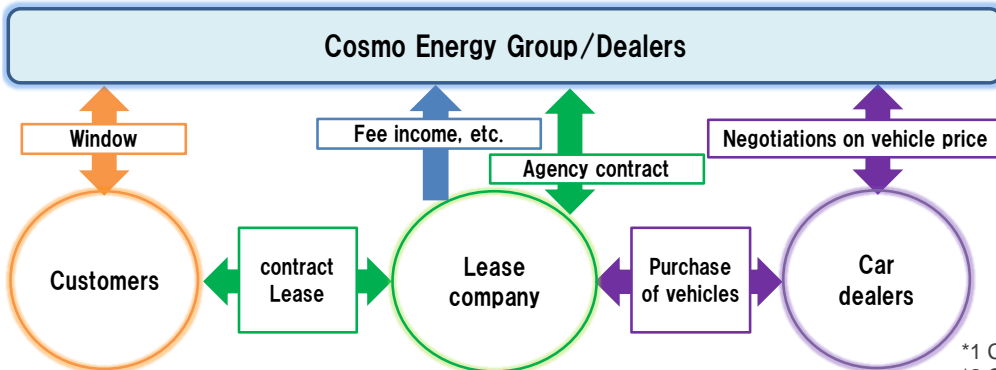 Cosmo Energy Group/Dealers
Window
Fee income, etc.
Agency contract
Negotiations on vehicle price
Customers
contract
Lease
Lease
company
Purchase
of vehicles
Car
dealers
*1 C